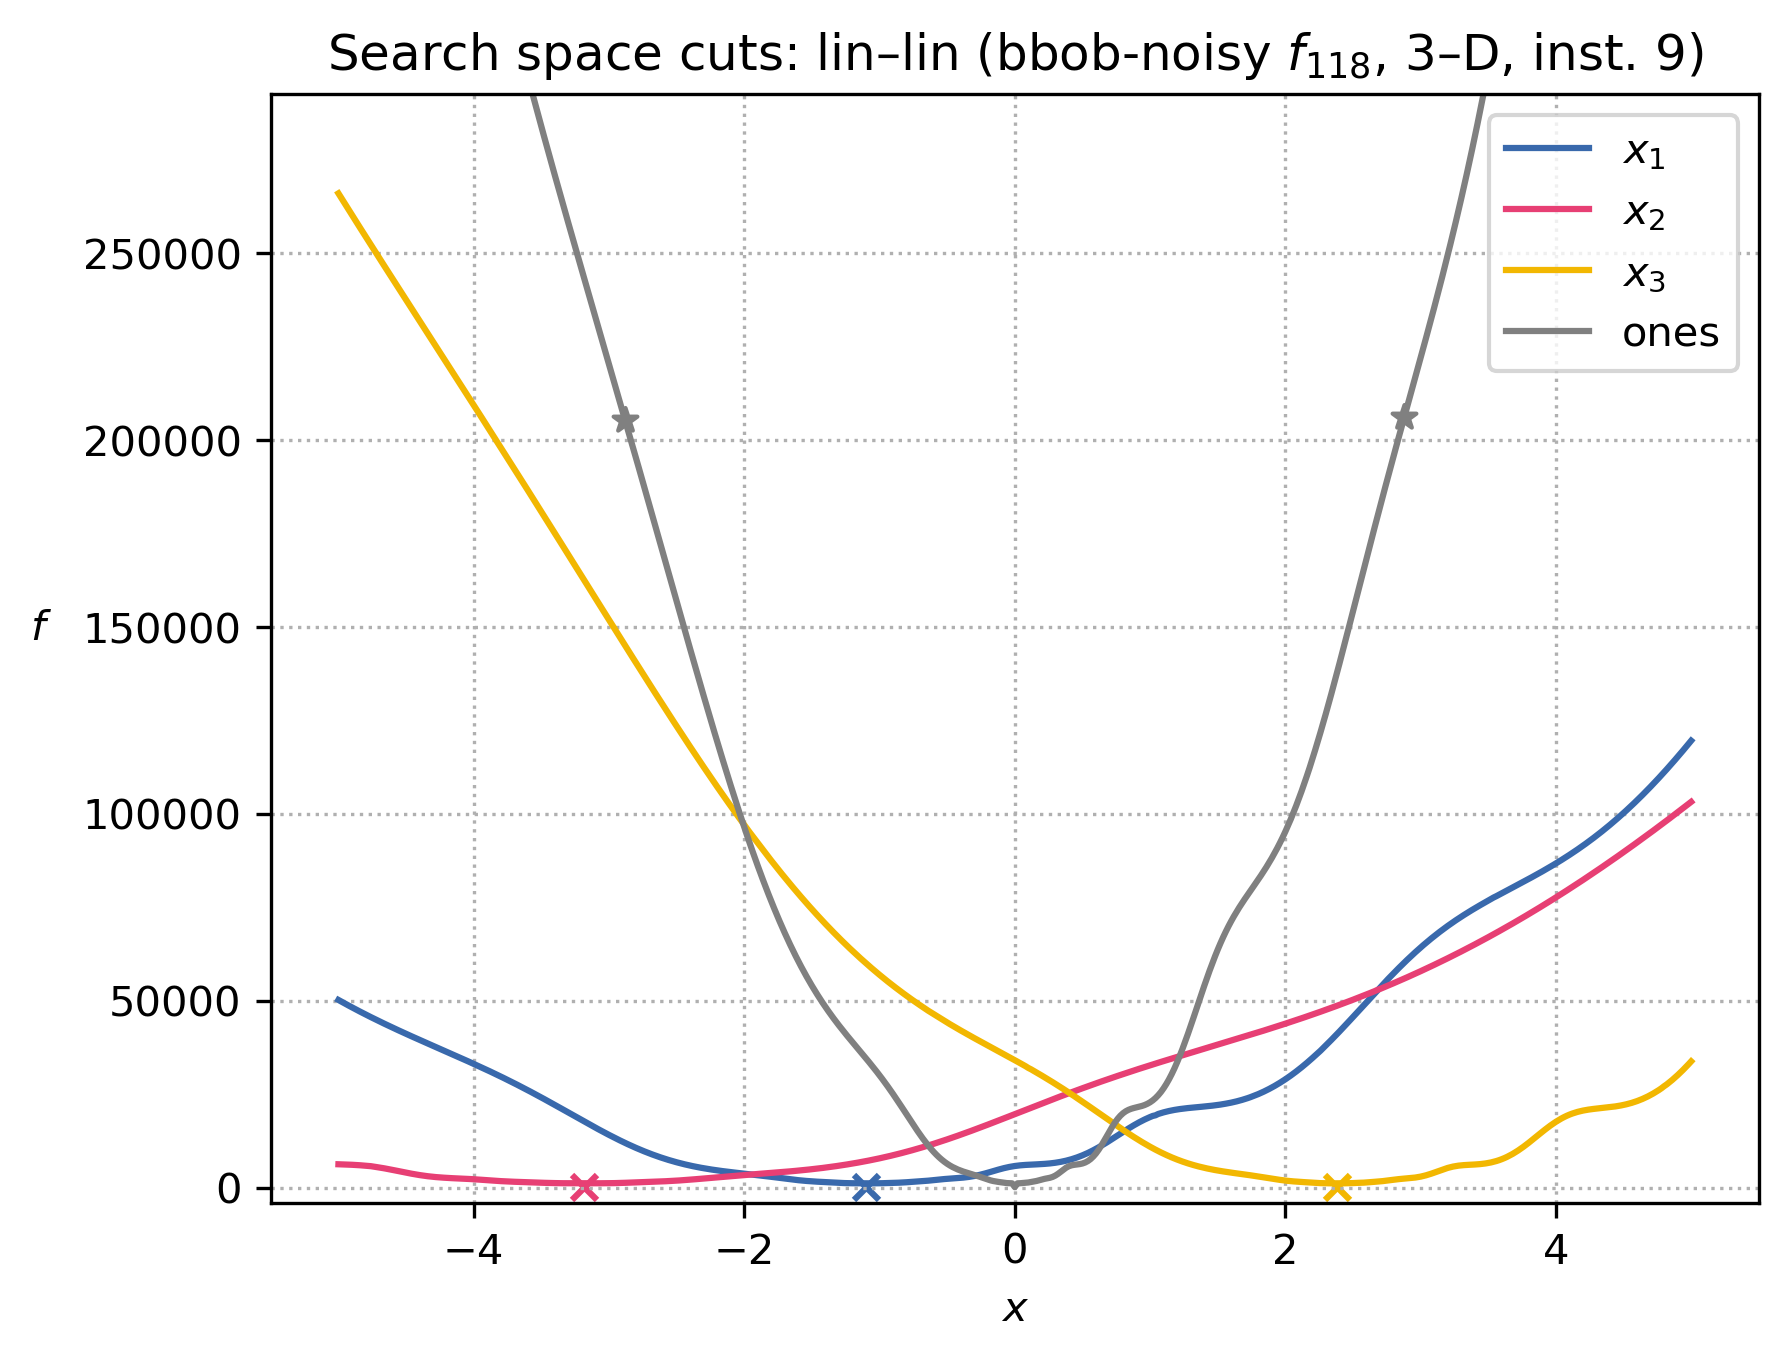 Search space cuts: lin–lin (bbob-noisy f₁₁₈, 3–D, inst. 9)
x₁
x₂
x₃
ones
250000
200000
150000
100000
50000
0
f
−4
−2
0
2
4
x